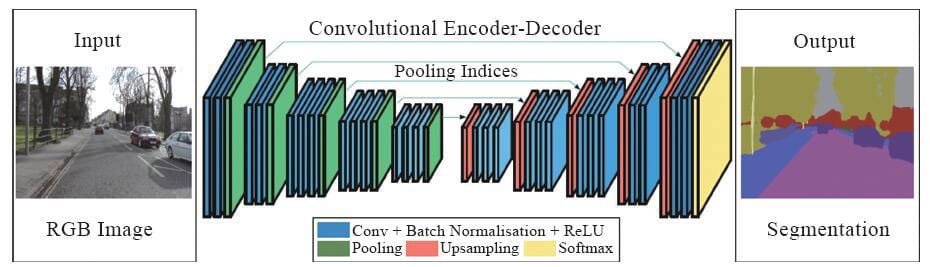 Input
RGB Image
Convolutional Encoder-Decoder
Pooling Indices
Conv + Batch Normalisation + ReLU
Pooling Upsampling Softmax
Output
Segmentation